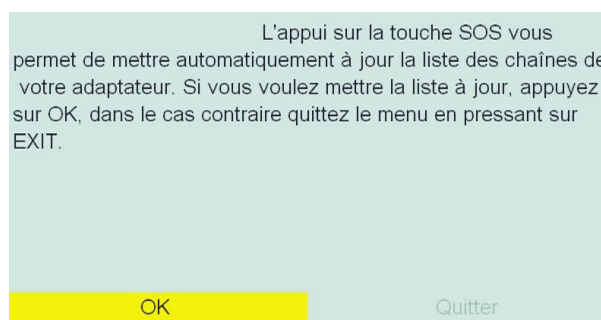 L'appui sur la touche SOS vous
permet de mettre automatiquement à jour la liste des chaînes de
votre adaptateur. Si vous voulez mettre la liste à jour, appuyez
sur OK, dans le cas contraire quittez le menu en pressant sur
EXIT.
OK
Quitter